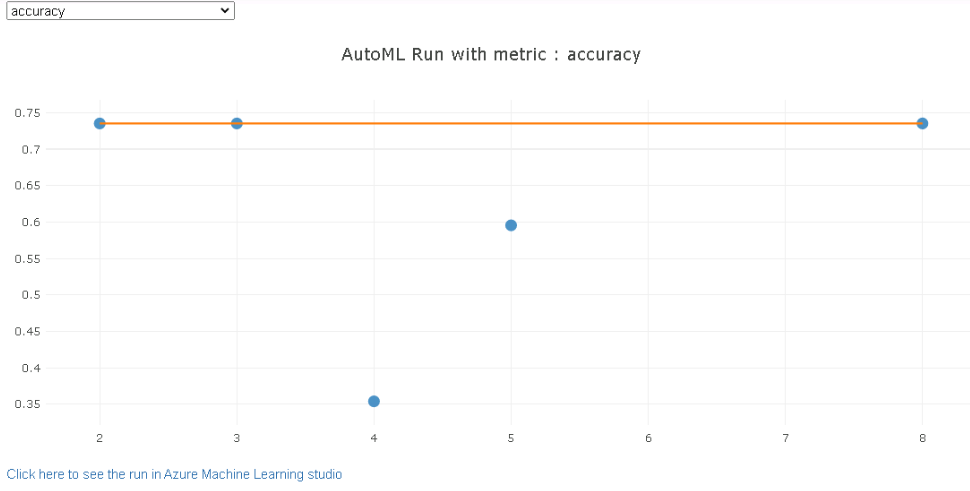 accuracy
AutoML Run with metric : accuracy
0.75
0.7
0.65
0.6
0.55
0.5
0.45
0.4
0.35
2 3 4 5 6 7 8
Click here to see the run in Azure Machine Learning studio